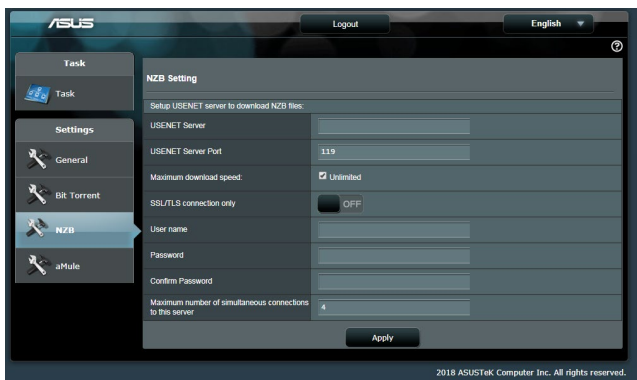 ASUS
Logout
English
?
Task
Task
Settings
General
Bit Torrent
NZB
aMule
NZB Setting
Setup USENET server to download NZB files:
USENET Server
USENET Server Port 119
Maximum download speed: Unlimited
SSL/TLS connection only OFF
User name
Password
Confirm Password
Maximum number of simultaneous connections
to this server 4
Apply
2018 ASUSTeK Computer Inc. All rights reserved.